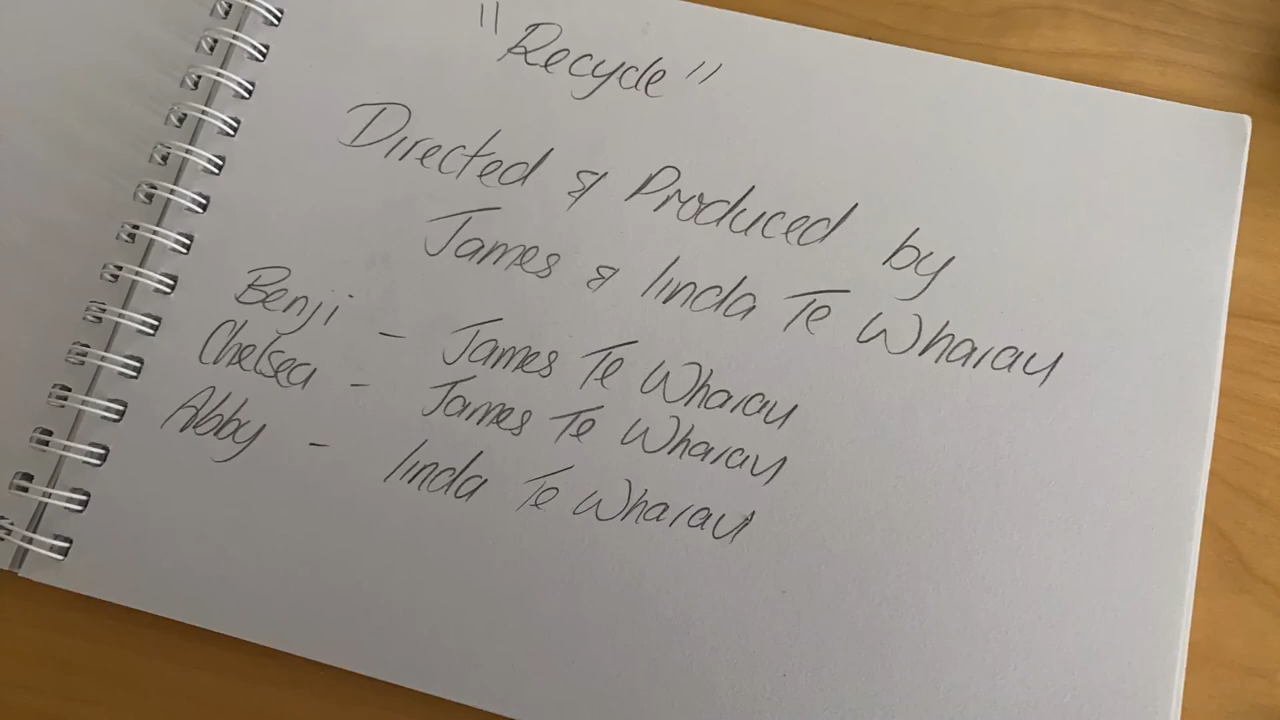 "Recycle"
Directed & Produced by
James & linda Te Wharau
Benji - James Te Wharau
Chelsea - James Te Wharau
Abby - linda Te Wharau